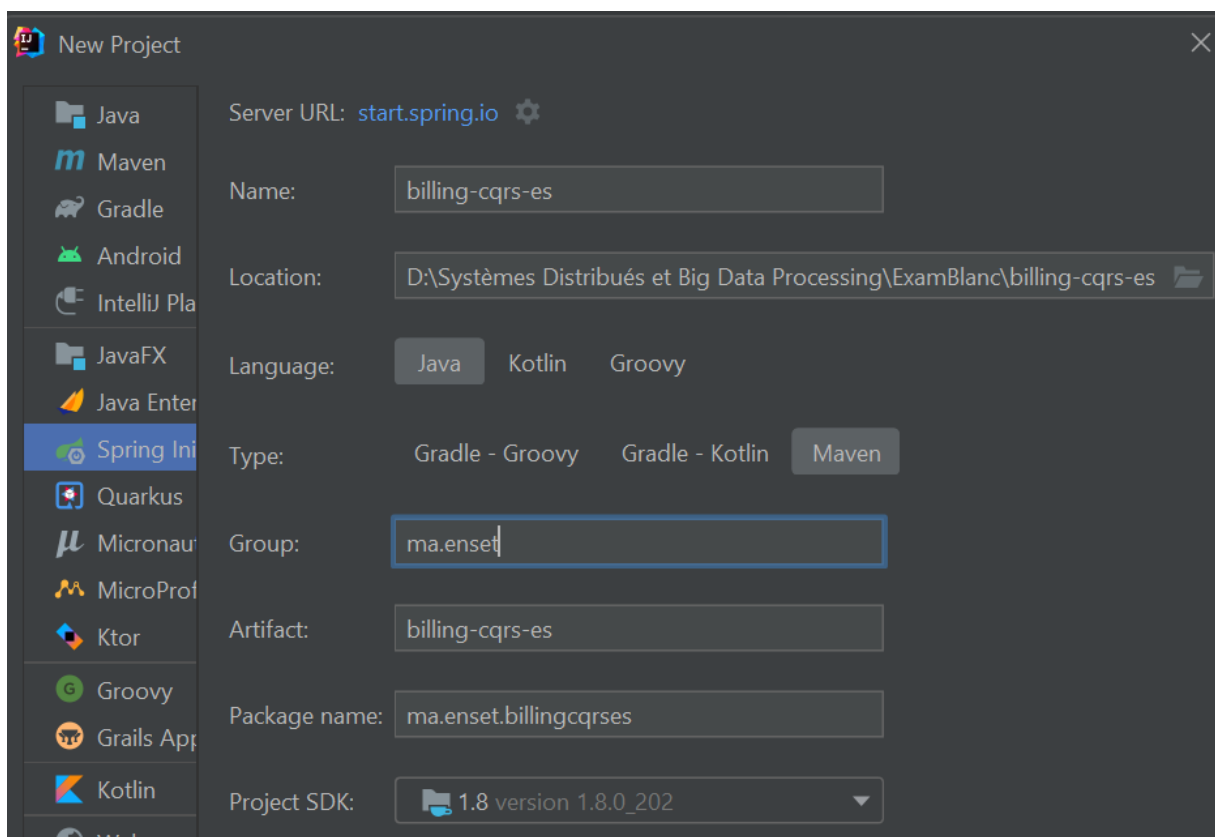 New Project
Java
Maven
Gradle
Android
IntelliJ Pla
JavaFX
Java Enter
Spring Ini
Quarkus
Micronau
MicroProf
Ktor
Groovy
Grails App
Kotlin
Server URL: start.spring.io
Name: billing-cqrs-es
Location: D:\Systèmes Distribués et Big Data Processing\ExamBlanc\billing-cqrs-es
Language: Java Kotlin Groovy
Type: Gradle - Groovy Gradle - Kotlin Maven
Group: ma.enset
Artifact: billing-cqrs-es
Package name: ma.enset.billingcqrses
Project SDK: 1.8 version 1.8.0_202